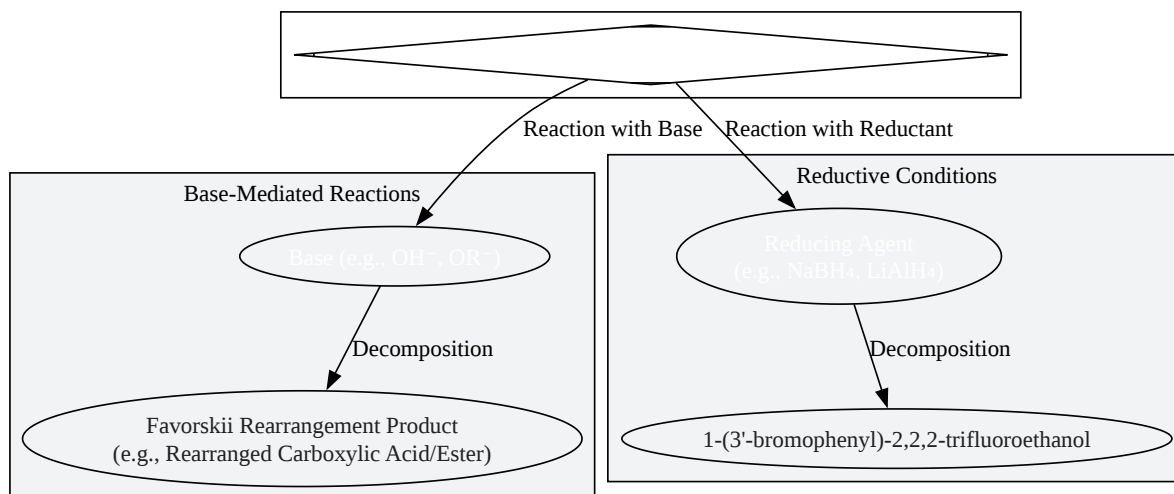 Reaction with Base
Reaction with Reductant
Base-Mediated Reactions
Reductive Conditions
Base (e.g., OH⁻, OR⁻)
Reducing Agent
(e.g., NaBH₄, LiAlH₄)
Decomposition
Decomposition
Favorskii Rearrangement Product
(e.g., Rearranged Carboxylic Acid/Ester)
1-(3'-bromophenyl)-2,2,2-trifluoroethanol